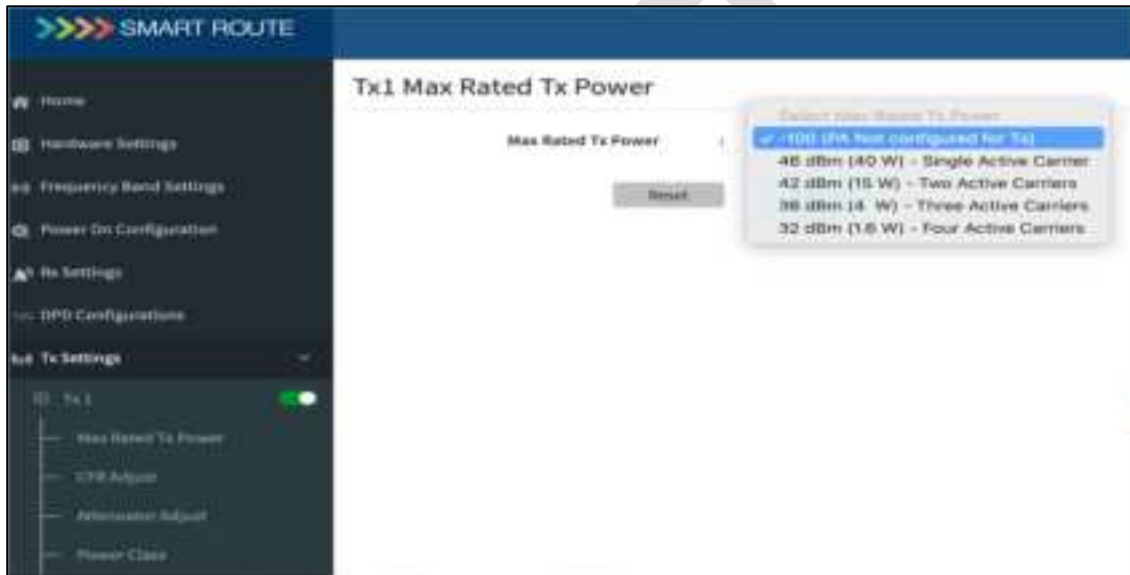 SMART ROUTE
Home
Hardware Settings
Frequency Band Settings
Power On Configuration
Rx Settings
DPD Configurations
Tx Settings
Tx 1
Max Rated Tx Power
CFR Adjust
Attenuator Adjust
Power Class
Tx1 Max Rated Tx Power
Max Rated Tx Power :
Reset
Select Max Rated Tx Power
-100 (PA Not configured for Tx)
46 dBm (40 W) - Single Active Carrier
42 dBm (15 W) - Two Active Carriers
36 dBm (4 W) - Three Active Carriers
32 dBm (1.6 W) - Four Active Carriers